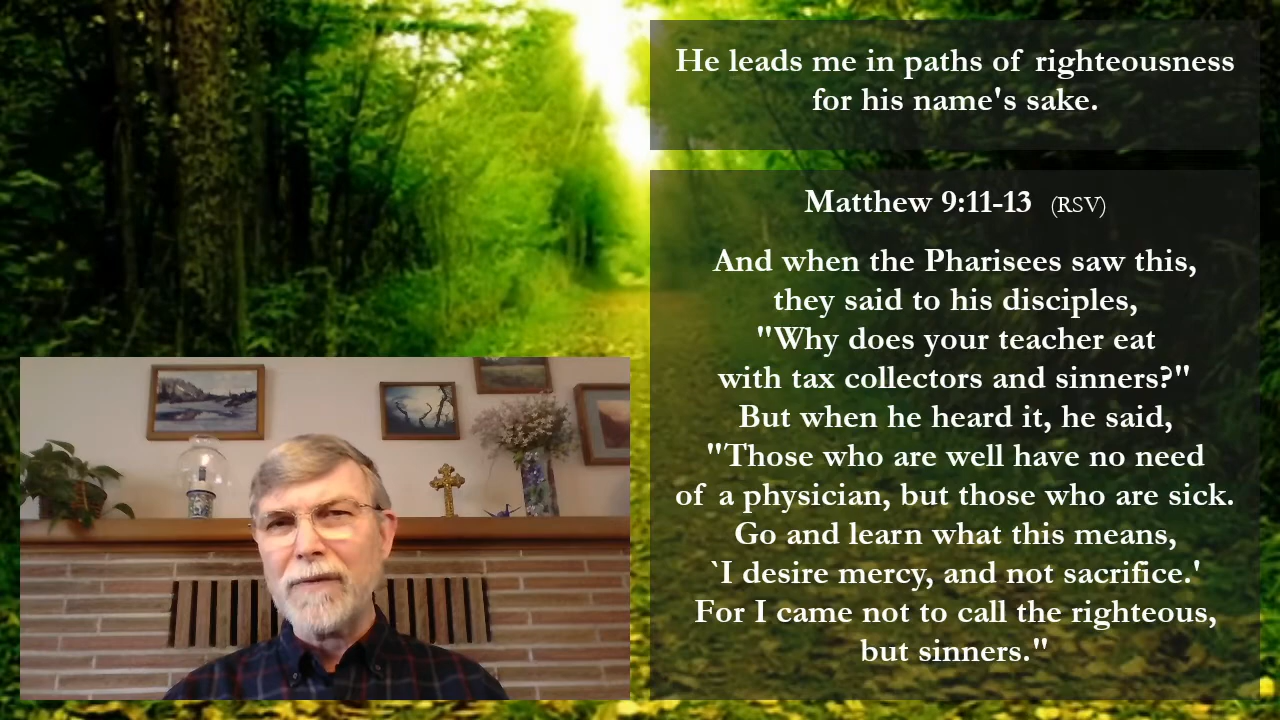 He leads me in paths of righteousness
for his name's sake.
Matthew 9:11-13 (RSV)
And when the Pharisees saw this,
they said to his disciples,
"Why does your teacher eat
with tax collectors and sinners?"
But when he heard it, he said,
"Those who are well have no need
of a physician, but those who are sick.
Go and learn what this means,
`I desire mercy, and not sacrifice.'
For I came not to call the righteous,
but sinners."